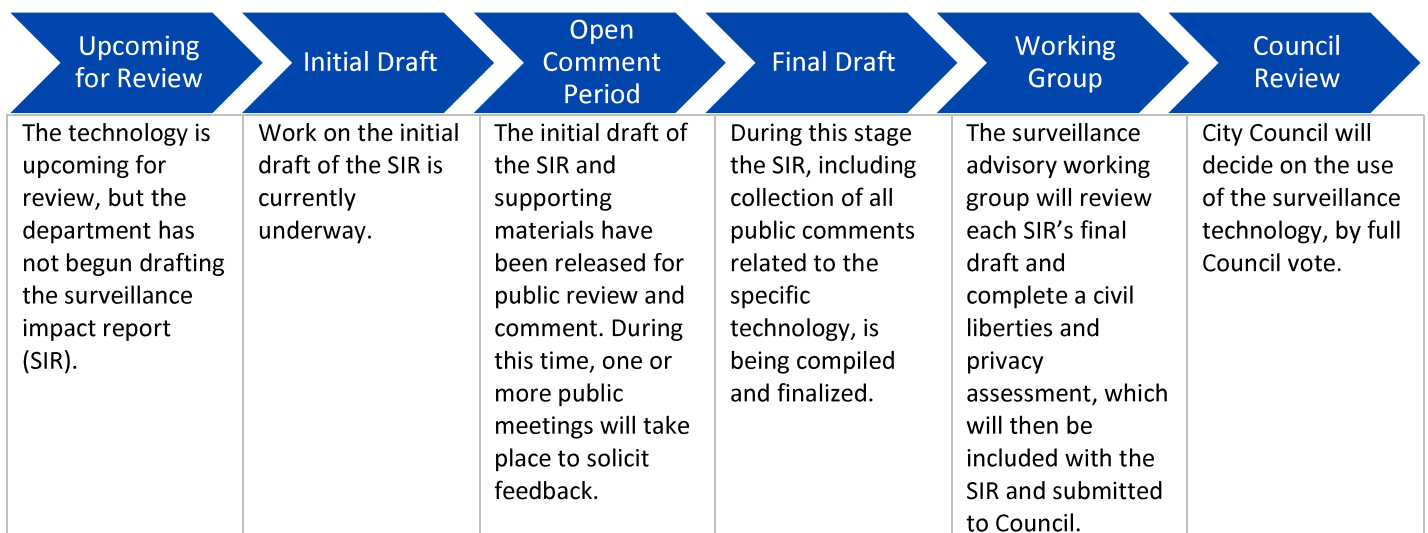 Upcoming
for Review
Initial Draft
Open
Comment
Period
Final Draft
Working
Group
Council
Review
The technology is
upcoming for
review, but the
department has
not begun drafting
the surveillance
impact report
(SIR).
Work on the initial
draft of the SIR is
currently
underway.
The initial draft of
the SIR and
supporting
materials have
been released for
public review and
comment. During
this time, one or
more public
meetings will take
place to solicit
feedback.
During this stage
the SIR, including
collection of all
public comments
related to the
specific
technology, is
being compiled
and finalized.
The surveillance
advisory working
group will review
each SIR’s final
draft and
complete a civil
liberties and
privacy
assessment, which
will then be
included with the
SIR and submitted
to Council.
City Council will
decide on the use
of the surveillance
technology, by full
Council vote.